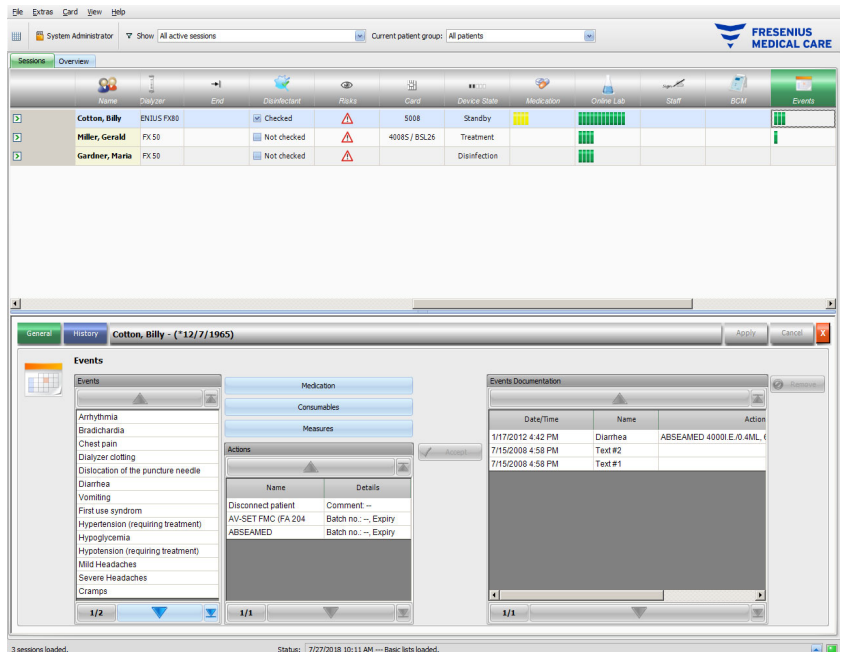 File Extras Card View Help
System Administrator Show All active sessions Current patient group: All patients
FRESENIUS
MEDICAL CARE
Sessions Overview
Name Dialyzer End Disinfectant Risks Card Device State Medication Online Lab Staff BCM Events
Cotton, Billy ENIUS FX80 Checked 5008 Standby
Miller, Gerald FX 50 Not checked 4008S / BSL26 Treatment
Gardner, Maria FX 50 Not checked Disinfection
General History Cotton, Billy - (*12/7/1965) Apply Cancel X
Events
Events
Arrhythmia
Bradichardia
Chest pain
Dialyzer clotting
Dislocation of the puncture needle
Diarrhea
Vomiting
First use syndrom
Hypertension (requiring treatment)
Hypoglycemia
Hypotension (requiring treatment)
Mild Headaches
Severe Headaches
Cramps
1/2
Medication
Consumables
Measures
Actions
Name Details
Disconnect patient Comment: --
AV-SET FMC (FA 204 Batch no.: --, Expiry
ABSEAMED Batch no.: --, Expiry
1/1
Accept
Events Documentation
Date/Time Name Action
1/17/2012 4:42 PM Diarrhea ABSEAMED 4000I.E./0.4ML,
7/15/2008 4:58 PM Text #2
7/15/2008 4:58 PM Text #1
1/1
Remove
3 sessions loaded. Status: 7/27/2018 10:11 AM --- Basic lists loaded.